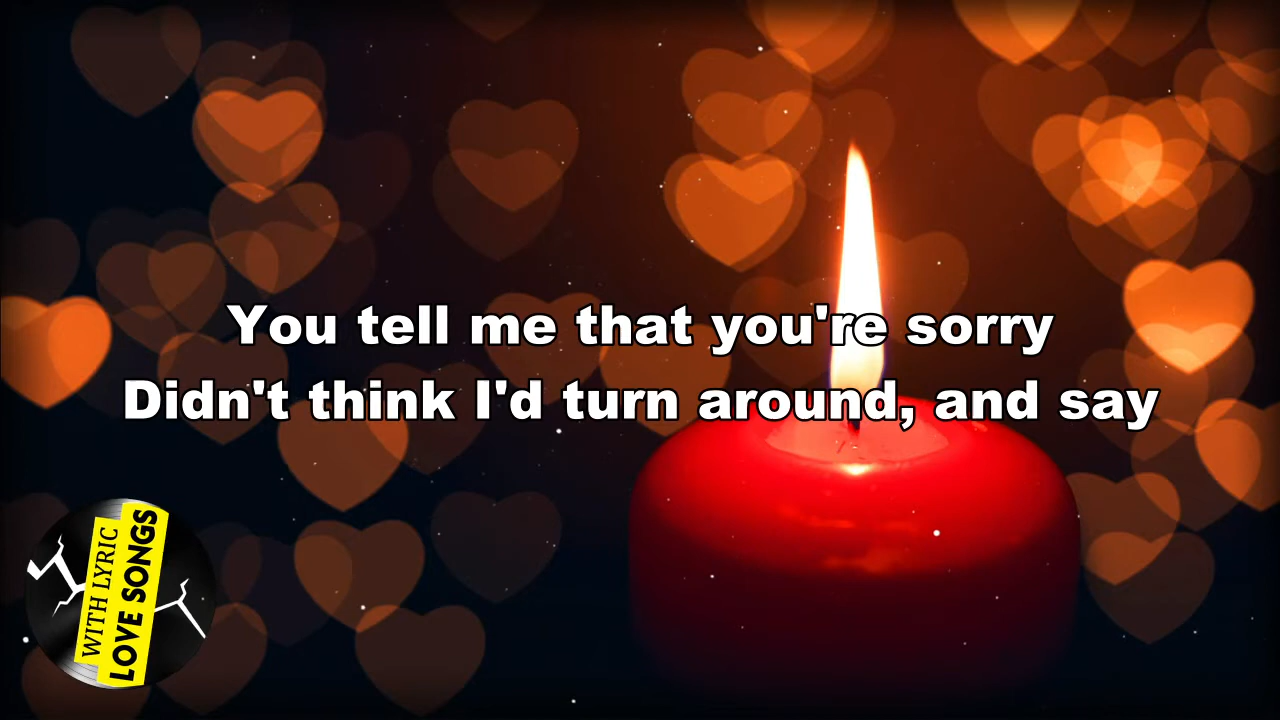 You tell me that you're sorry
Didn't think I'd turn around, and say
WITH LYRIC
LOVE SONGS